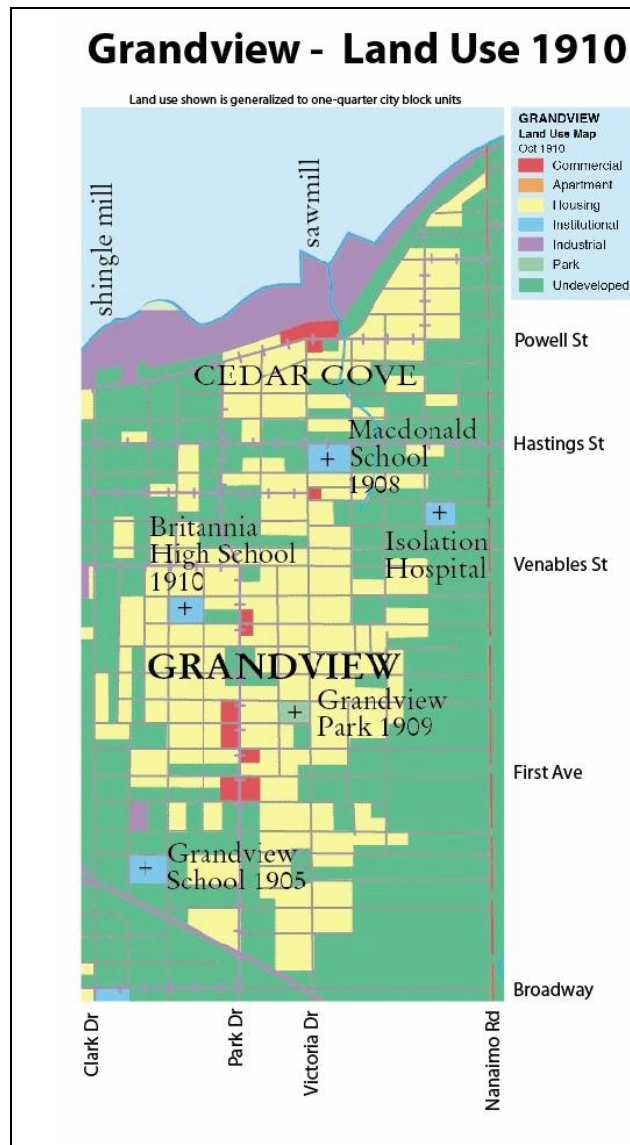 Grandview - Land Use 1910
Land use shown is generalized to one-quarter city block units
GRANDVIEW
Land Use Map
Oct 1910
Commercial
Apartment
Housing
Institutional
Industrial
Park
Undeveloped
shingle mill
sawmill
Powell St
CEDAR COVE
Hastings St
Macdonald
School
1908
Britannia
High School
1910
Isolation
Hospital
Venables St
GRANDVIEW
Grandview
Park 1909
First Ave
Grandview
School 1905
Broadway
Clark Dr
Park Dr
Victoria Dr
Nanaimo Rd